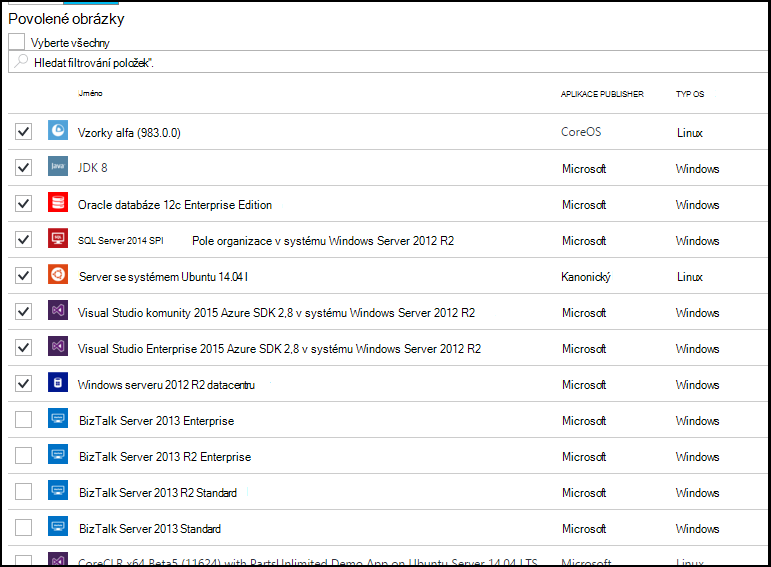 Povolené obrázky
Vyberte všechny
Hledat filtrování položek".
Jméno APLIKACE PUBLISHER TYP OS
Vzorky alfa (983.0.0) CoreOS Linux
Java JDK 8 Microsoft Windows
Oracle databáze 12c Enterprise Edition Microsoft Windows
SQL Server 2014 SPI Pole organizace v systému Windows Server 2012 R2 Microsoft Windows
Server se systémem Ubuntu 14.04 l Kanonický Linux
Visual Studio komunity 2015 Azure SDK 2,8 v systému Windows Server 2012 R2 Microsoft Windows
Visual Studio Enterprise 2015 Azure SDK 2,8 v systému Windows Server 2012 R2 Microsoft Windows
Windows serveru 2012 R2 datacentru Microsoft Windows
BizTalk Server 2013 Enterprise Microsoft Windows
BizTalk Server 2013 R2 Enterprise Microsoft Windows
BizTalk Server 2013 R2 Standard Microsoft Windows
BizTalk Server 2013 Standard Microsoft Windows
CoreCLR x64 Beta5 (11624) with PartsUnlimited Demo App on Ubuntu Server 14.04 LTS Microsoft Linux